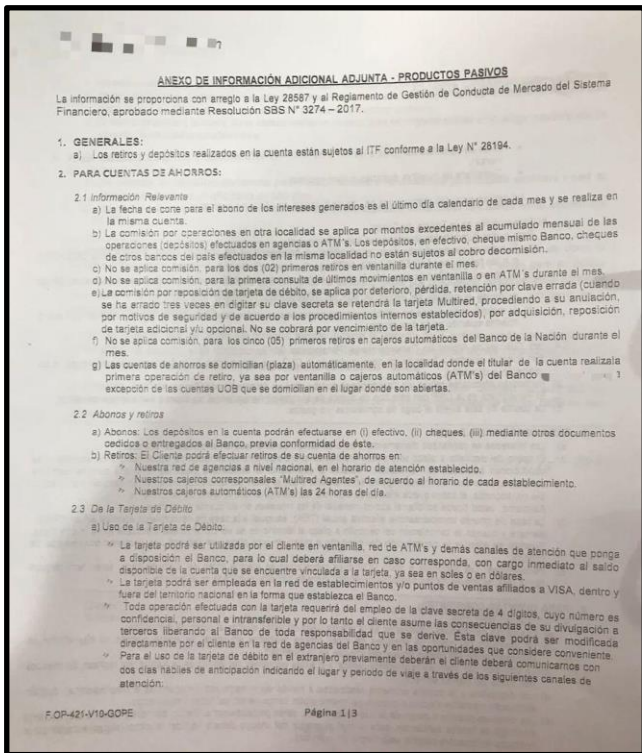 ANEXO DE INFORMACIÓN ADICIONAL ADJUNTA - PRODUCTOS PASIVOS
La información se proporciona con arreglo a la Ley 28587 y al Reglamento de Gestión de Conducta de Mercado del Sistema
Financiero, aprobado mediante Resolución SBS N° 3274 – 2017.
1. GENERALES:
a) Los retiros y depósitos realizados en la cuenta están sujetos al ITF conforme a la Ley N° 28194.
2. PARA CUENTAS DE AHORROS:
2.1 Información Relevante
a) La fecha de corte para el abono de los intereses generados es el último día calendario de cada mes y se realiza en
la misma cuenta.
b) La comisión por operaciones en otra localidad se aplica por montos excedentes al acumulado mensual de las
operaciones (depósitos) efectuados en agencias o ATM's. Los depósitos, en efectivo, cheque mismo Banco, cheques
de otros bancos del país efectuados en la misma localidad no están sujetos al cobro decomisión.
c) No se aplica comisión, para los dos (02) primeros retiros en ventanilla durante el mes.
d) No se aplica comisión, para la primera consulta de últimos movimientos en ventanilla o en ATM's durante el mes.
e) La comisión por reposición de tarjeta de débito, se aplica por deterioro, pérdida, retención por clave errada (cuando
se ha errado tres veces en digitar su clave secreta se retendrá la tarjeta Multired, procediendo a su anulación,
por motivos de seguridad y de acuerdo a los procedimientos internos establecidos), por adquisición, reposición
de tarjeta adicional y/u opcional. No se cobrará por vencimiento de la tarjeta.
f) No se aplica comisión, para los cinco (05) primeros retiros en cajeros automáticos del Banco de la Nación durante el
mes.
g) Las cuentas de ahorros se domicilian (plaza) automáticamente, en la localidad donde el titular de la cuenta realizala
primera operación de retiro, ya sea por ventanilla o cajeros automáticos (ATM's) del Banco
excepción de las cuentas UOB que se domicilian en el lugar donde son abiertas.
2.2 Abonos y retiros
a) Abonos: Los depósitos en la cuenta podrán efectuarse en (i) efectivo, (ii) cheques, (iii) mediante otros documentos
cedidos o entregados al Banco, previa conformidad de éste.
b) Retiros: El Cliente podrá efectuar retiros de su cuenta de ahorros en:
Nuestra red de agencias a nivel nacional, en el horario de atención establecido.
Nuestros cajeros corresponsales "Multired Agentes", de acuerdo al horario de cada establecimiento.
Nuestros cajeros automáticos (ATM's) las 24 horas del día.
2.3 De la Tarjeta de Débito
a) Uso de la Tarjeta de Débito
La tarjeta podrá ser utilizada por el cliente en ventanilla, red de ATM's y demás canales de atención que ponga
a disposición el Banco, para lo cual deberá afiliarse en caso corresponda, con cargo inmediato al saldo
disponible de la cuenta que se encuentre vinculada a la tarjeta, ya sea en soles o en dólares.
La tarjeta podrá ser empleada en la red de establecimientos y/o puntos de ventas afiliados a VISA, dentro y
fuera del territorio nacional en la forma que establezca el Banco.
Toda operación efectuada con la tarjeta requerirá del empleo de la clave secreta de 4 dígitos, cuyo número es
confidencial, personal e intransferible y por lo tanto el cliente asume las consecuencias de su divulgación a
terceros liberando al Banco de toda responsabilidad que se derive. Ésta clave podrá ser modificada
directamente por el cliente en la red de agencias del Banco y en las oportunidades que considere conveniente.
Para el uso de la tarjeta de débito en el extranjero previamente deberán el cliente deberá comunicarnos con
dos días hábiles de anticipación indicando el lugar y periodo de viaje a través de los siguientes canales de
atención:
F.OP-421-V10-GOPE
Página 1|3